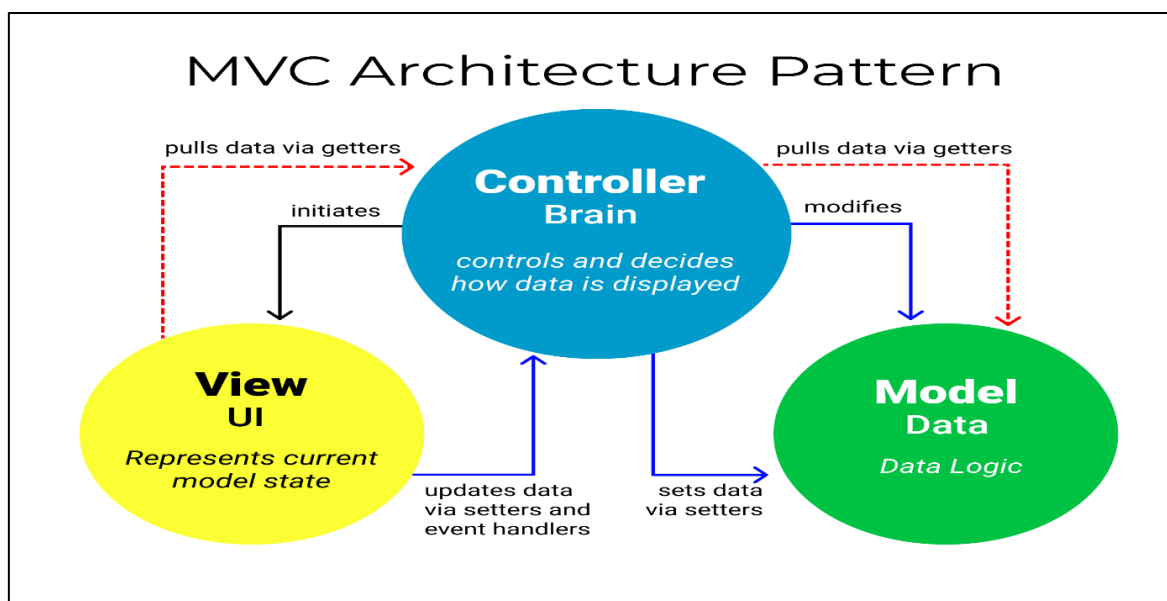 MVC Architecture Pattern
pulls data via getters
pulls data via getters
Controller
Brain
initiates
modifies
controls and decides
how data is displayed
View
UI
Represents current
model state
Model
Data
Data Logic
updates data
via setters and
event handlers
sets data
via setters